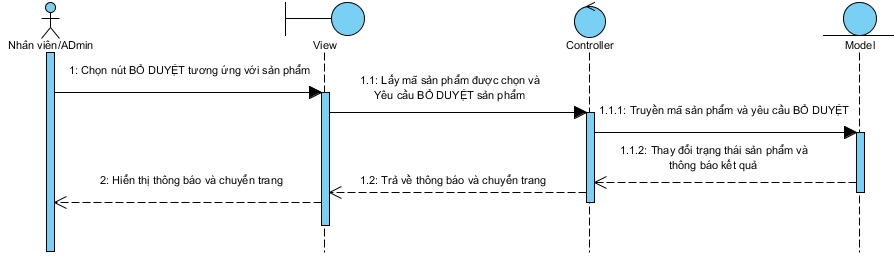 Nhân viên/ADmin
View
Controller
Model
1: Chọn nút BỎ DUYỆT tương ứng với sản phẩm
1.1: Lấy mã sản phẩm được chọn và
Yêu cầu BỎ DUYỆT sản phẩm
1.1.1: Truyền mã sản phẩm và yêu cầu BỎ DUYỆT
1.1.2: Thay đổi trạng thái sản phẩm và
thông báo kết quả
1.2: Trả về thông báo và chuyển trang
2: Hiển thị thông báo và chuyển trang